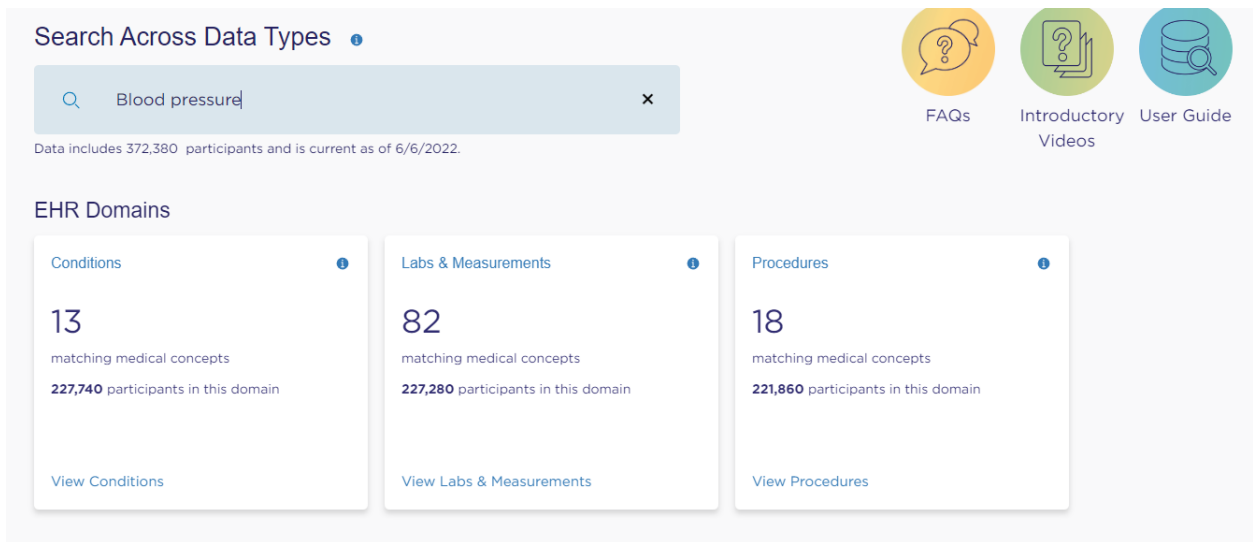 Search Across Data Types
Blood pressure
Data includes 372,380 participants and is current as of 6/6/2022.
FAQs
Introductory
Videos
User Guide
EHR Domains
Conditions
13
matching medical concepts
227,740 participants in this domain
View Conditions
Labs & Measurements
82
matching medical concepts
227,280 participants in this domain
View Labs & Measurements
Procedures
18
matching medical concepts
221,860 participants in this domain
View Procedures